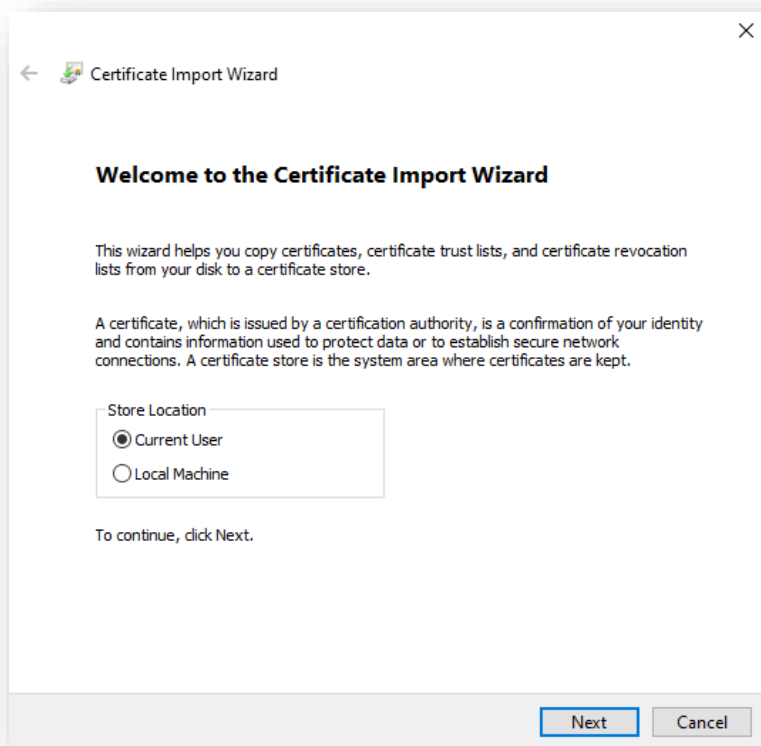 Certificate Import Wizard
Welcome to the Certificate Import Wizard
This wizard helps you copy certificates, certificate trust lists, and certificate revocation
lists from your disk to a certificate store.
A certificate, which is issued by a certification authority, is a confirmation of your identity
and contains information used to protect data or to establish secure network
connections. A certificate store is the system area where certificates are kept.
Store Location
Current User
Local Machine
To continue, click Next.
Next
Cancel